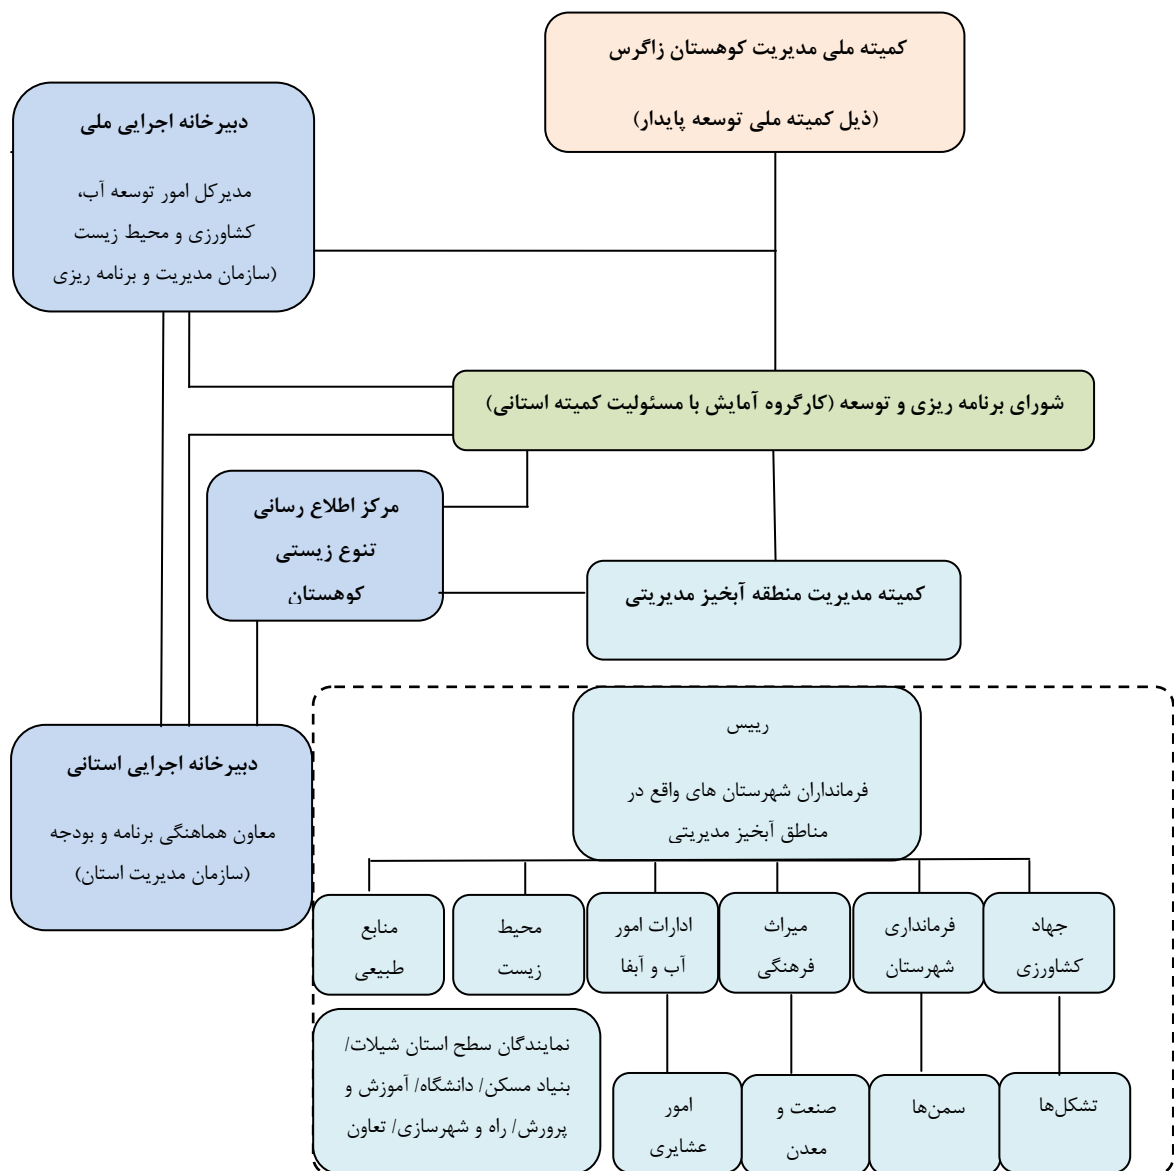 کمیته ملی مدیریت کوهستان زاگرس
(ذیل کمیته ملی توسعه پایدار)
دبیرخانه اجرایی ملی
مدیرکل امور توسعه آب،
کشاورزی و محیط زیست
(سازمان مدیریت و برنامه ریزی
شورای برنامه ریزی و توسعه (کارگروه آمایش با مسئولیت کمیته استانی)
مرکز اطلاع رسانی
تنوع زیستی
کوهستان
کمیته مدیریت منطقه آبخیز مدیریتی
دبیرخانه اجرایی استانی
معاون هماهنگی برنامه و بودجه
(سازمان مدیریت استان)
رییس
فرمانداران شهرستان های واقع در
مناطق آبخیز مدیریتی
جهاد
کشاورزی
فرمانداری
شهرستان
میراث
فرهنگی
ادارات امور
آب و آبفا
محیط
زیست
منابع
طبیعی
تشکل‌ها
سمن‌ها
صنعت و
معدن
امور
عشایری
نمایندگان سطح استان شیلات/
بنیاد مسکن/ دانشگاه/ آموزش و
پرورش/ راه و شهرسازی/ تعاون